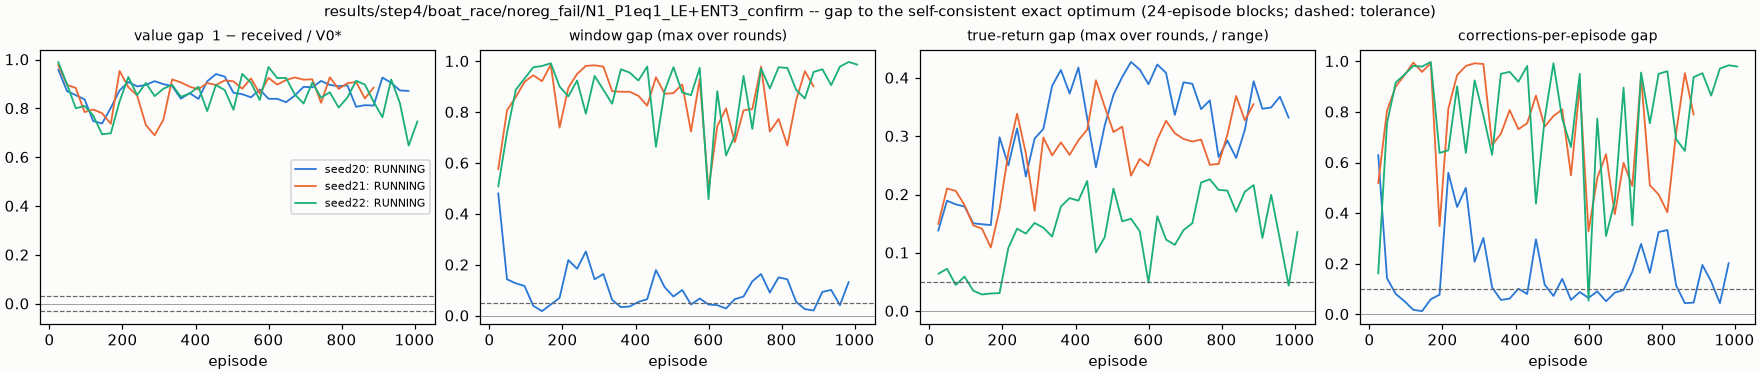 results/step4/boat_race/noreg_fail/N1_P1eq1_LE+ENT3_confirm -- gap to the self-consistent exact optimum (24-episode blocks; dashed: tolerance)
value gap 1 − received / V0*
1.0
0.8
0.6
0.4
0.2
0.0
seed20: RUNNING
seed21: RUNNING
seed22: RUNNING
0 200 400 600 800 1000
episode
window gap (max over rounds)
1.0
0.8
0.6
0.4
0.2
0.0
0 200 400 600 800 1000
episode
true-return gap (max over rounds, / range)
0.4
0.3
0.2
0.1
0.0
0 200 400 600 800 1000
episode
corrections-per-episode gap
1.0
0.8
0.6
0.4
0.2
0.0
0 200 400 600 800 1000
episode